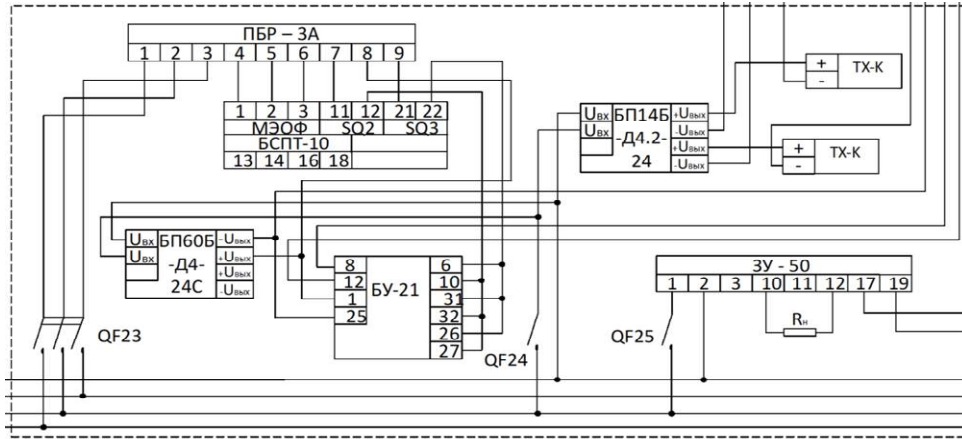 ПБР – 3А
1 2 3 4 5 6 7 8 9
1 2 3 11 12 21 22
МЭОФ SQ2 SQ3
БСПТ-10
13 14 16 18
Uвх БП60Б -Uвых
Uвх -Д4- +Uвых
24С +Uвых
-Uвых
QF23
8 6
12 БУ-21 10
1 31
25 32
26
27
QF24
Uвх БП14Б +Uвых
Uвх -Д4.2- -Uвых
24 +Uвых
-Uвых
+ ТХ-К
-
+ ТХ-К
-
ЗУ - 50
1 2 3 10 11 12 17 19
Rн
QF25